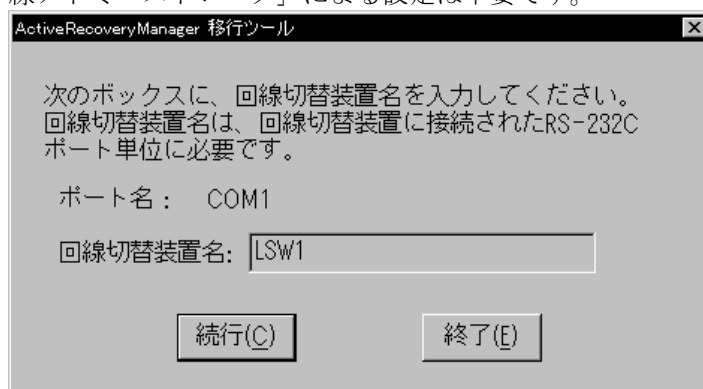 ActiveRecoveryManager 移行ツール
次のボックスに、回線切替装置名を入力してください。
回線切替装置名は、回線切替装置に接続されたRS-232C
ポート単位に必要です。
ポート名： COM1
回線切替装置名: LSW1
続行(C) 終了(E)